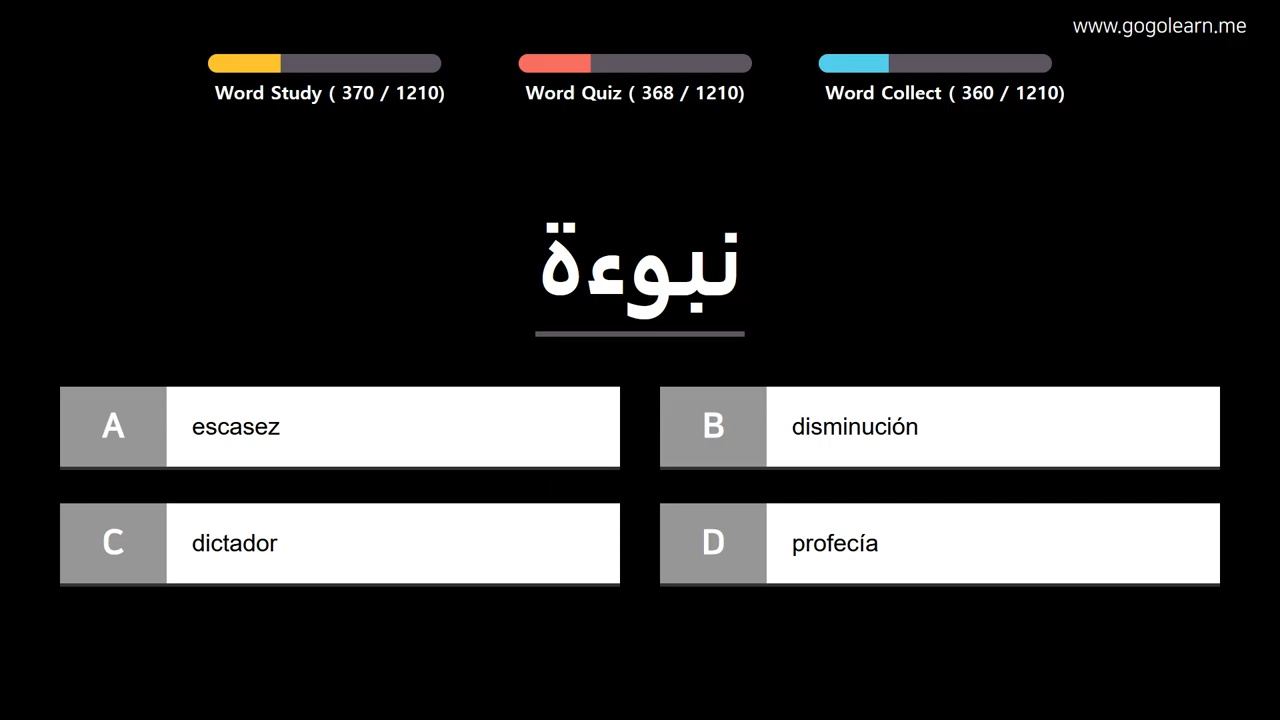 www.gogolearn.me
Word Study ( 370 / 1210)
Word Quiz ( 368 / 1210)
Word Collect ( 360 / 1210)
نبوءة
A escasez
B disminución
C dictador
D profecía